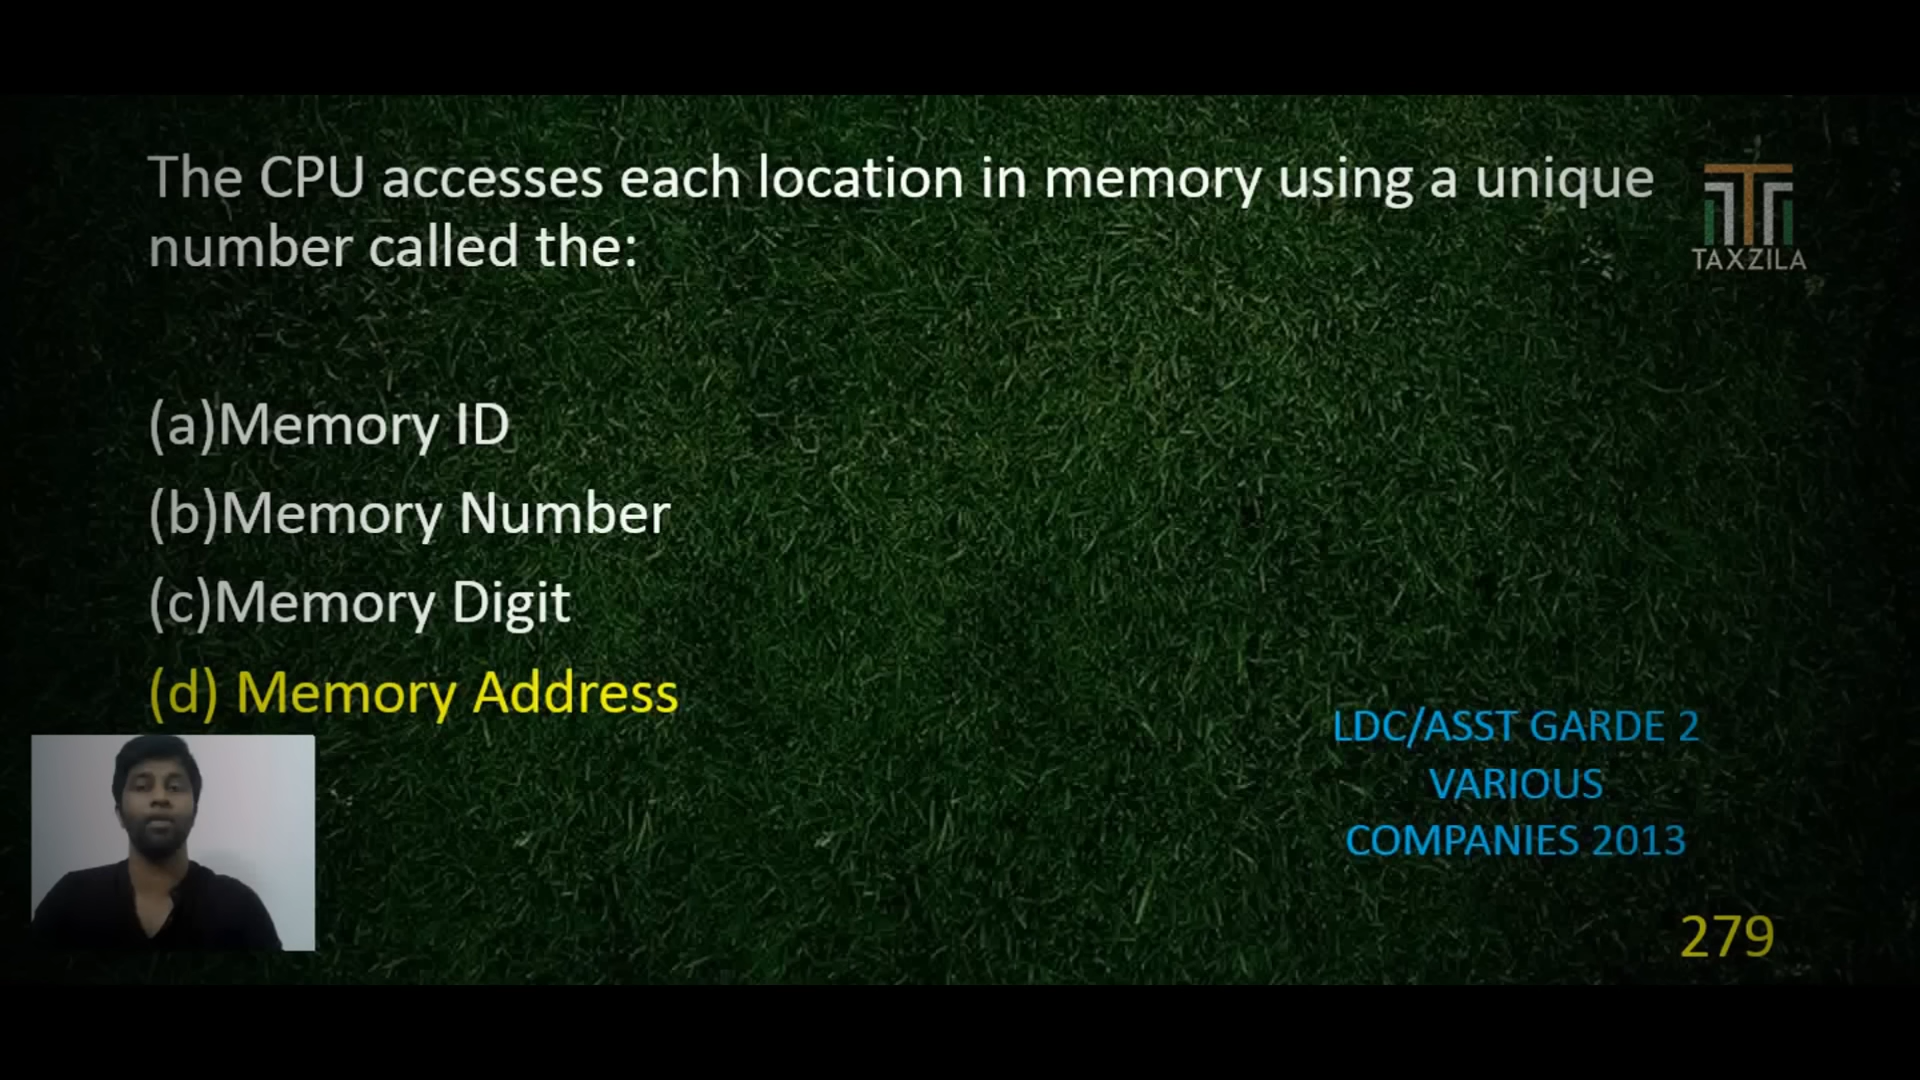 The CPU accesses each location in memory using a unique
number called the:
TAXZILA
(a)Memory ID
(b)Memory Number
(c)Memory Digit
(d) Memory Address
LDC/ASST GARDE 2
VARIOUS
COMPANIES 2013
279